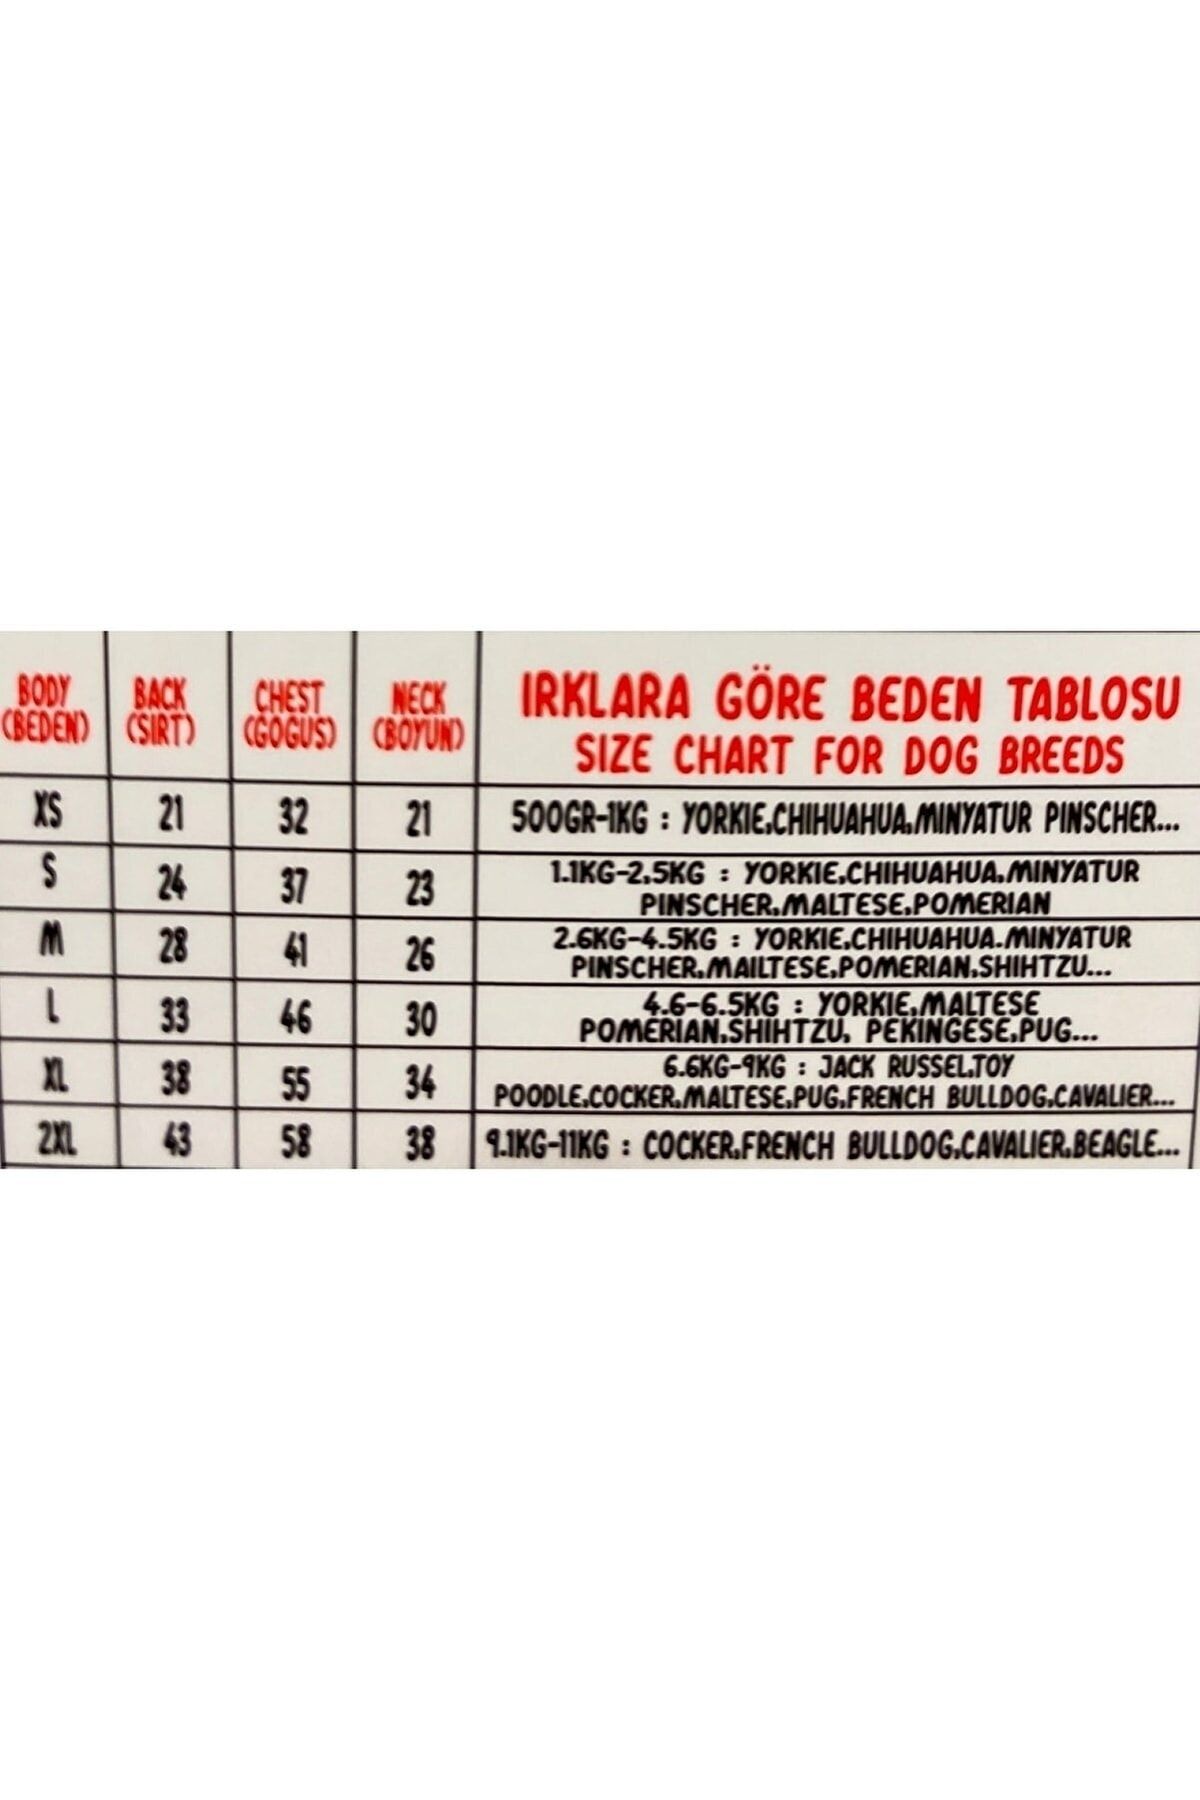 BODY (BEDEN) BACK (SIRT) CHEST (GOGUS) NECK (BOYUN) IRKLARA GÖRE BEDEN TABLOSU
SIZE CHART FOR DOG BREEDS
XS 21 32 21 500GR-1KG : YORKIE,CHIHUAHUA,MINYATUR PINSCHER...
S 24 37 23 1.1KG-2.5KG : YORKIE,CHIHUAHUA,MINYATUR
PINSCHER,MALTESE,POMERIAN
M 28 41 26 2.6KG-4.5KG : YORKIE,CHIHUAHUA.MINYATUR
PINSCHER,MAILTESE,POMERIAN,SHIHTZU...
L 33 46 30 4.6-6.5KG : YORKIE,MALTESE
POMERIAN,SHIHTZU, PEKINGESE,PUG...
XL 38 55 34 6.6KG-9KG : JACK RUSSEL,TOY
POODLE,COCKER,MALTESE,PUG,FRENCH BULLDOG,CAVALIER...
2XL 43 58 38 9.1KG-11KG : COCKER,FRENCH BULLDOG,CAVALIER,BEAGLE...